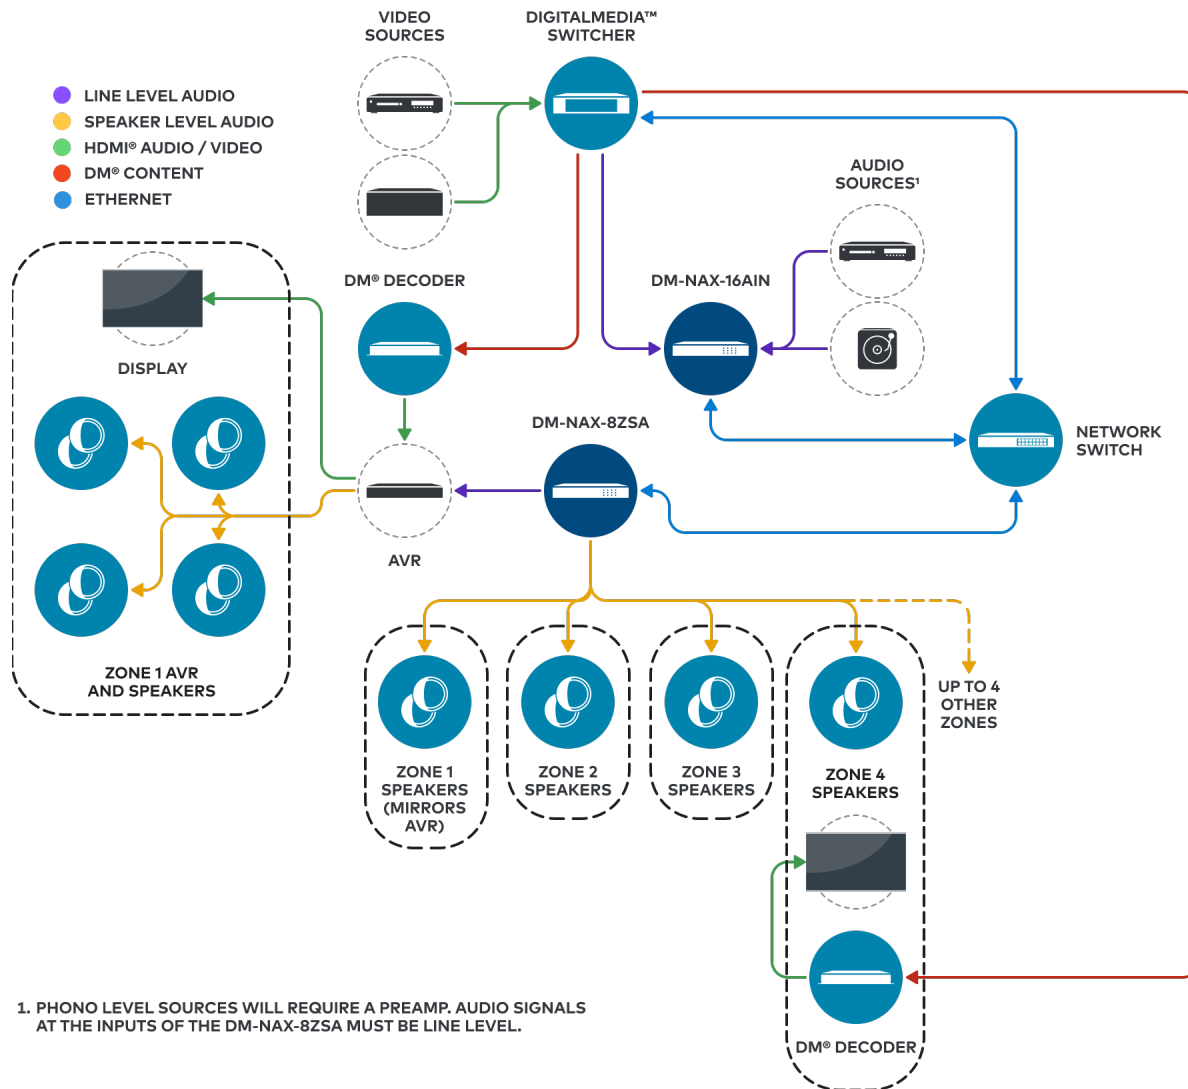 VIDEO
SOURCES
DIGITALMEDIA™
SWITCHER
LINE LEVEL AUDIO
SPEAKER LEVEL AUDIO
HDMI® AUDIO / VIDEO
DM® CONTENT
ETHERNET
AUDIO
SOURCES¹
DM® DECODER
DM-NAX-16AIN
DISPLAY
DM-NAX-8ZSA
NETWORK
SWITCH
AVR
ZONE 1 AVR
AND SPEAKERS
UP TO 4
OTHER
ZONES
ZONE 1
SPEAKERS
(MIRRORS
AVR)
ZONE 2
SPEAKERS
ZONE 3
SPEAKERS
ZONE 4
SPEAKERS
1. PHONO LEVEL SOURCES WILL REQUIRE A PREAMP. AUDIO SIGNALS
AT THE INPUTS OF THE DM-NAX-8ZSA MUST BE LINE LEVEL.
DM® DECODER